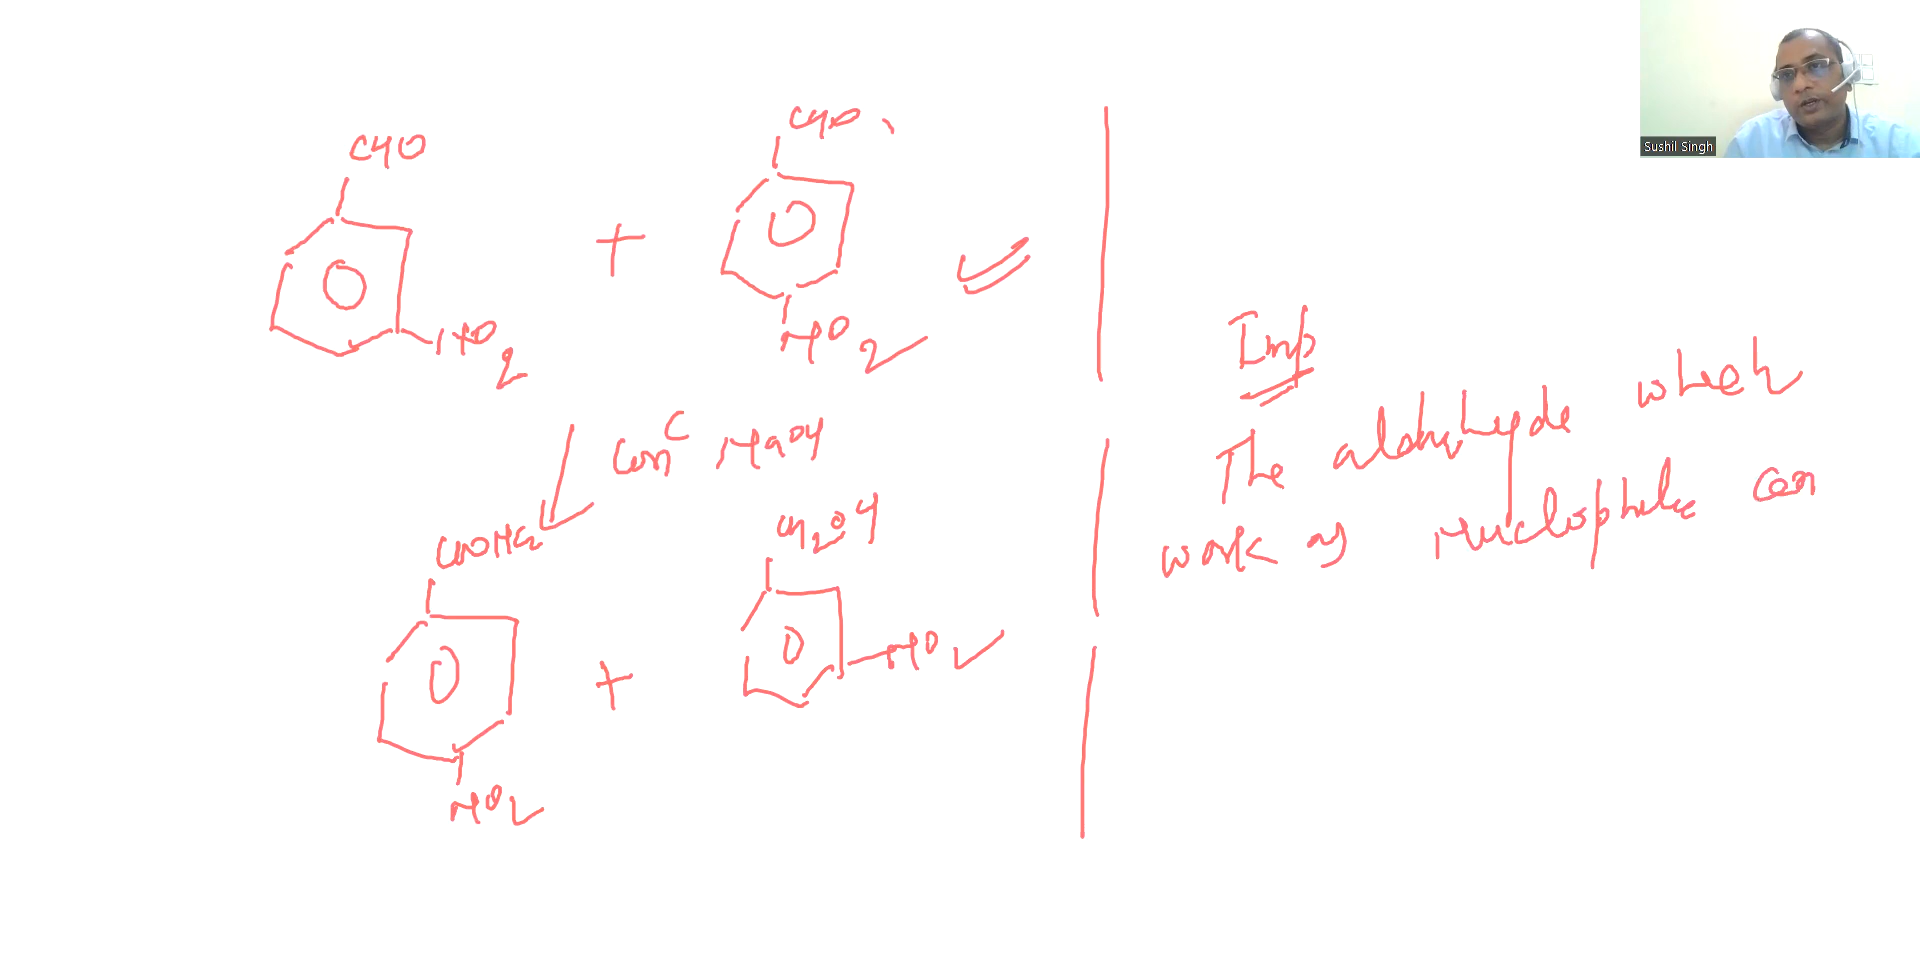 Sushil Singh
CHO
CHO
+
NO2
NO2
Conc NaOH
COONa
CH2OH
+
NO2
NO2
Imp
The aldehyde which
work as nucleophile can